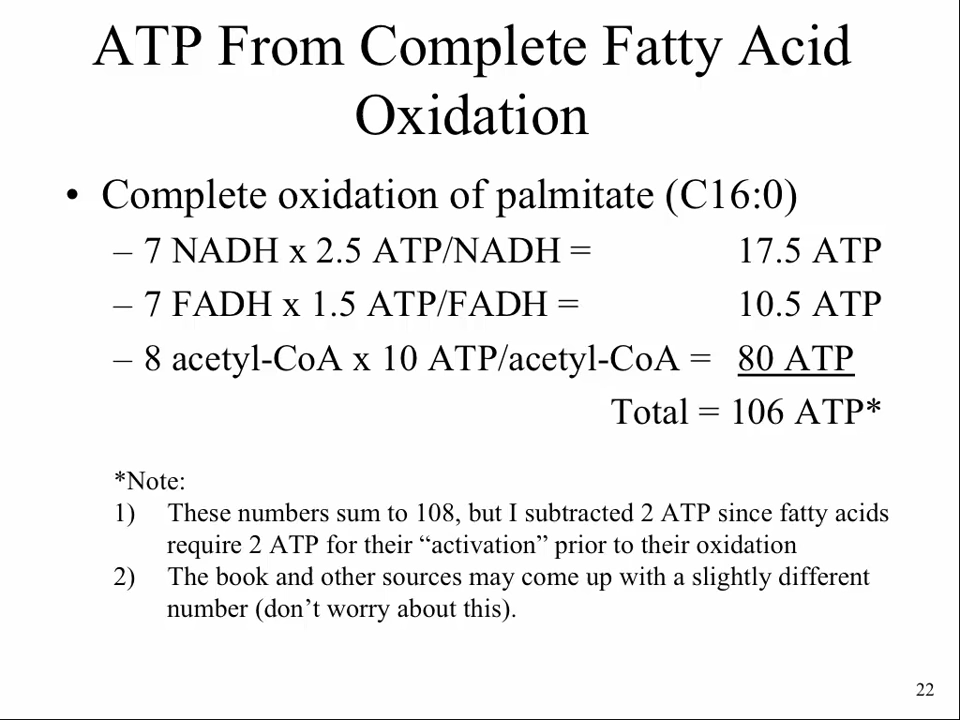 ATP From Complete Fatty Acid
Oxidation
• Complete oxidation of palmitate (C16:0)
– 7 NADH x 2.5 ATP/NADH = 17.5 ATP
– 7 FADH x 1.5 ATP/FADH = 10.5 ATP
– 8 acetyl-CoA x 10 ATP/acetyl-CoA = 80 ATP
Total = 106 ATP*
*Note:
1) These numbers sum to 108, but I subtracted 2 ATP since fatty acids
require 2 ATP for their “activation” prior to their oxidation
2) The book and other sources may come up with a slightly different
number (don’t worry about this).
22